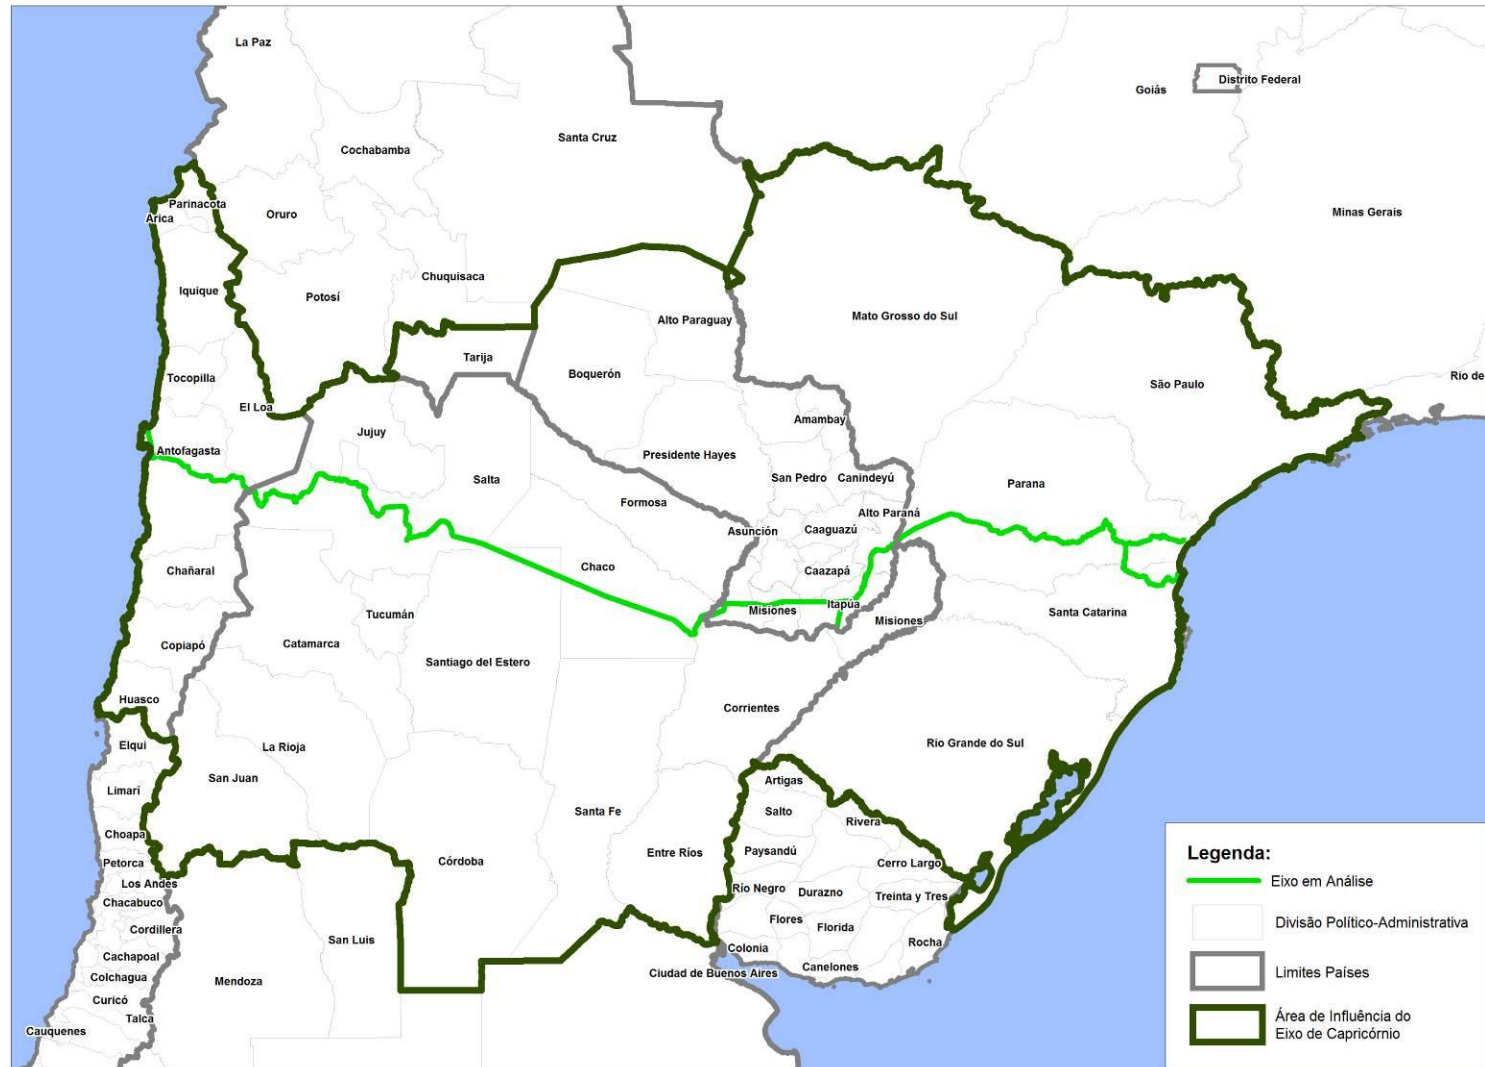 La Paz
Distrito Federal
Goiás
Santa Cruz
Cochabamba
Parinacota
Arica
Oruro
Minas Gerais
Chuquisaca
Iquique
Potosí
Mato Grosso do Sul
Alto Paraguay
Tarija
Boquerón
Tocopilla
São Paulo
Rio de
El Loa
Amambay
Jujuy
Antofagasta
Presidente Hayes
San Pedro
Canindeyú
Salta
Parana
Formosa
Alto Paraná
Asunción
Caaguazú
Chañaral
Chaco
Caazapá
Misiones
Itapúa
Tucumán
Misiones
Santa Catarina
Copiapó
Catamarca
Santiago del Estero
Huasco
Corrientes
Elqui
La Rioja
Rio Grande do Sul
San Juan
Artigas
Limarí
Santa Fe
Salto
Rivera
Choapa
Entre Ríos
Paysandú
Petorca
Córdoba
Cerro Largo
Los Andes
Río Negro
Durazno
Treinta y Tres
Chacabuco
Flores
Florida
Cordillera
San Luis
Rocha
Colonia
Cachapoal
Canelones
Ciudad de Buenos Aires
Colchagua
Mendoza
Curicó
Talca
Cauquenes
Legenda:
Eixo em Análise
Divisão Político-Administrativa
Limites Países
Área de Influência do
Eixo de Capricórnio